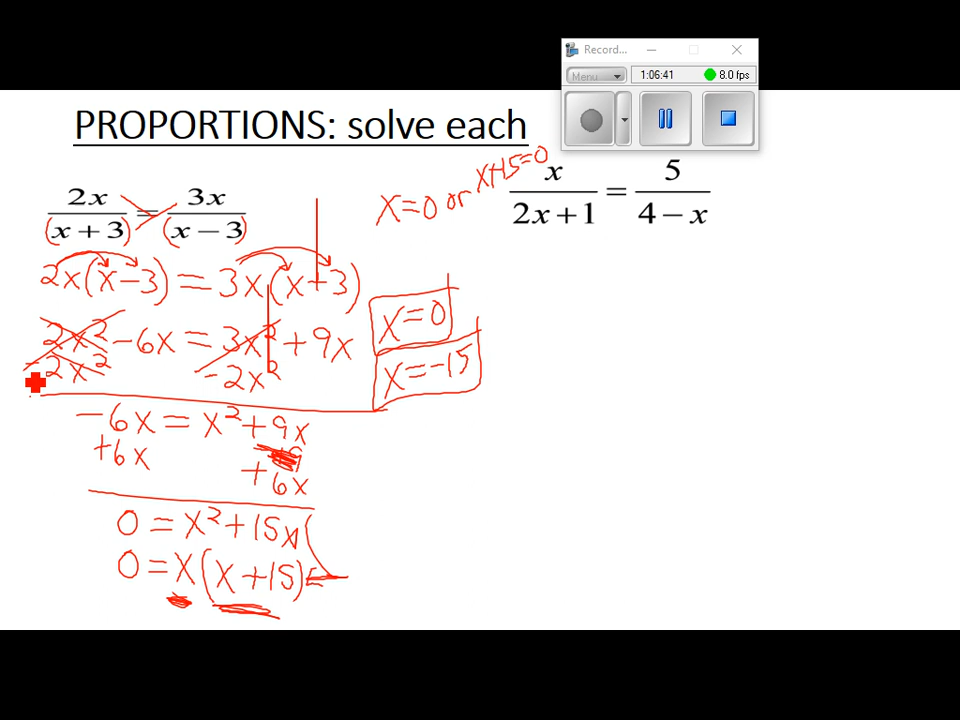 Record...
Menu
1:06:41
8.0 fps
PROPORTIONS: solve each
2x/(x + 3) = 3x/(x − 3)
x=0 or x+15=0
x/(2x + 1) = 5/(4 − x)
2x(x−3) = 3x(x+3)
2x² −6x = 3x² +9x
−2x² −2x²
x=0
x=−15
−6x = x² +9x
+6x +6x
0 = x² +15x
0 = x(x+15)